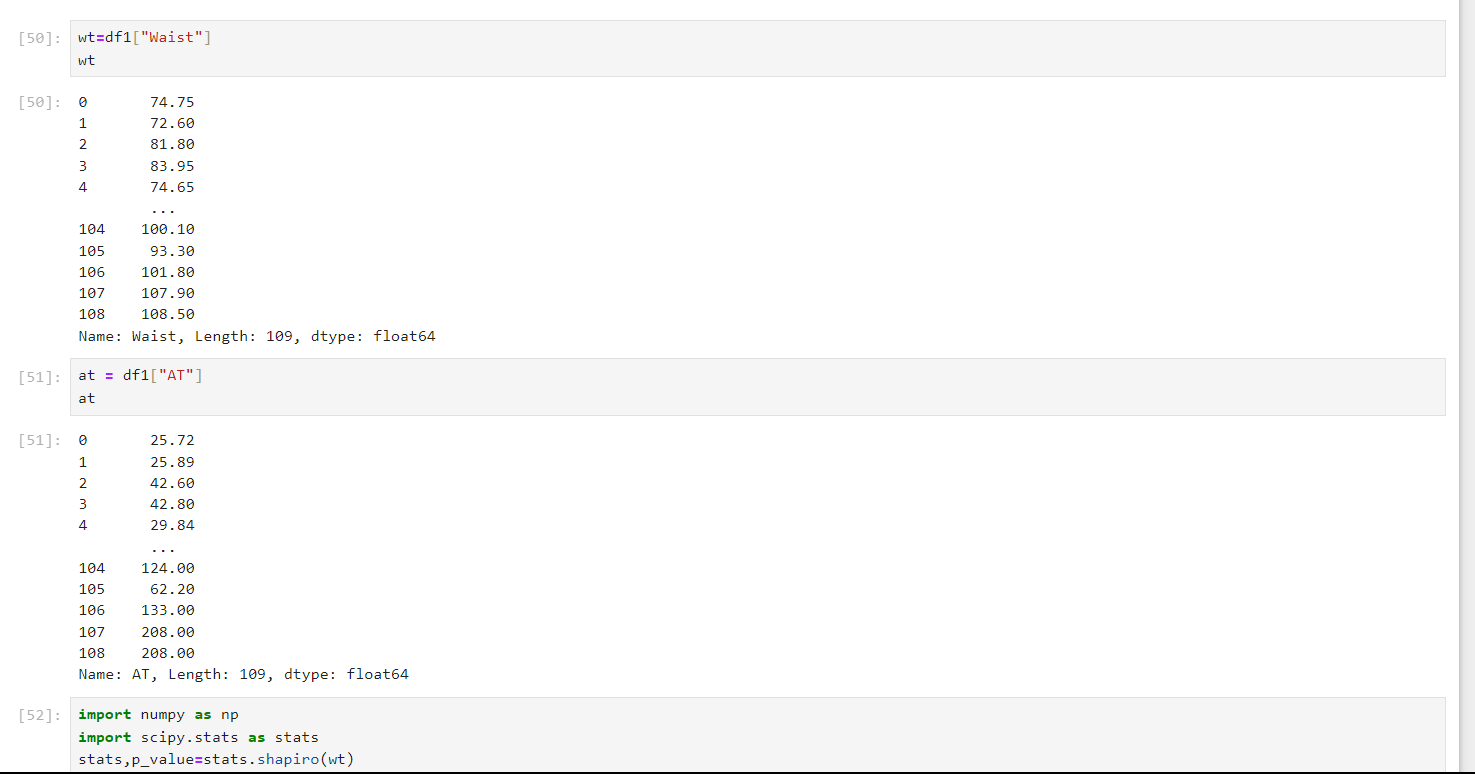 [50]: wt=df1["Waist"]
wt
[50]: 0 74.75
1 72.60
2 81.80
3 83.95
4 74.65
...
104 100.10
105 93.30
106 101.80
107 107.90
108 108.50
Name: Waist, Length: 109, dtype: float64
[51]: at = df1["AT"]
at
[51]: 0 25.72
1 25.89
2 42.60
3 42.80
4 29.84
...
104 124.00
105 62.20
106 133.00
107 208.00
108 208.00
Name: AT, Length: 109, dtype: float64
[52]: import numpy as np
import scipy.stats as stats
stats,p_value=stats.shapiro(wt)